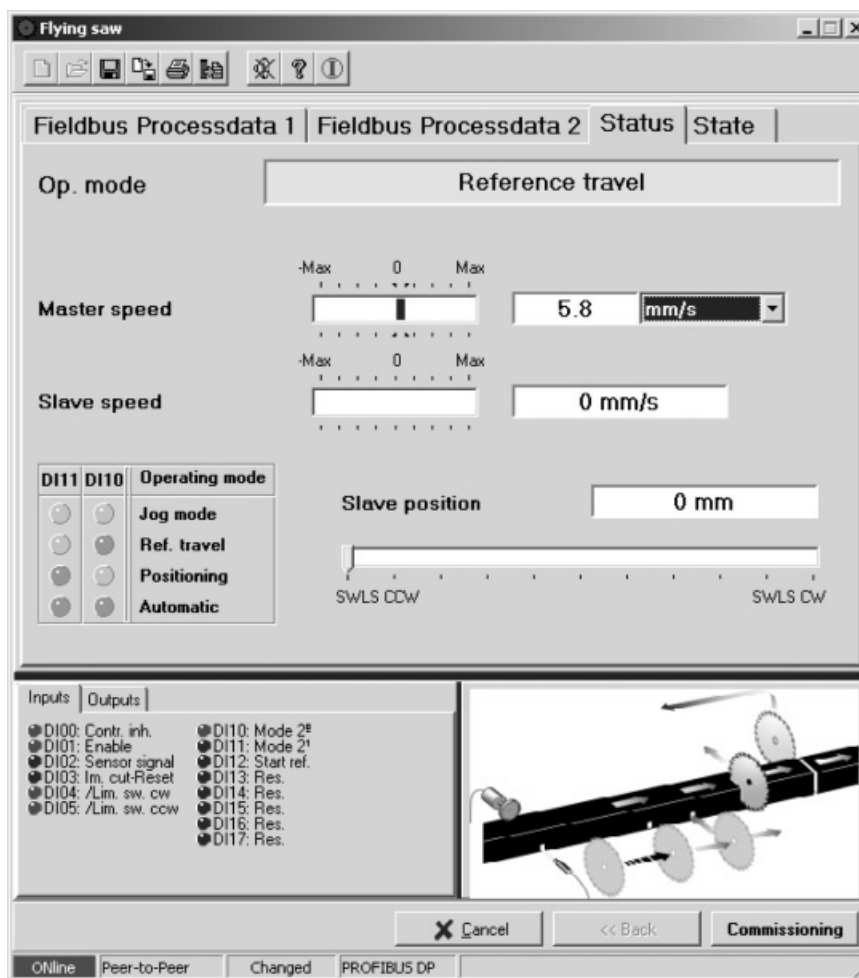 Flying saw
Fieldbus Processdata 1 Fieldbus Processdata 2 Status State
Op. mode Reference travel
-Max 0 Max
Master speed 5.8 mm/s
-Max 0 Max
Slave speed 0 mm/s
DI11 DI10 Operating mode
Jog mode
Ref. travel
Positioning
Automatic
Slave position 0 mm
SWLS CCW SWLS CW
Inputs Outputs
DI00: Contr. inh.
DI01: Enable
DI02: Sensor signal
DI03: Im. cut-Reset
DI04: /Lim. sw. cw
DI05: /Lim. sw. ccw
DI10: Mode 2⁰
DI11: Mode 2¹
DI12: Start ref.
DI13: Res.
DI14: Res.
DI15: Res.
DI16: Res.
DI17: Res.
Cancel << Back Commissioning
ONline Peer-to-Peer Changed PROFIBUS DP